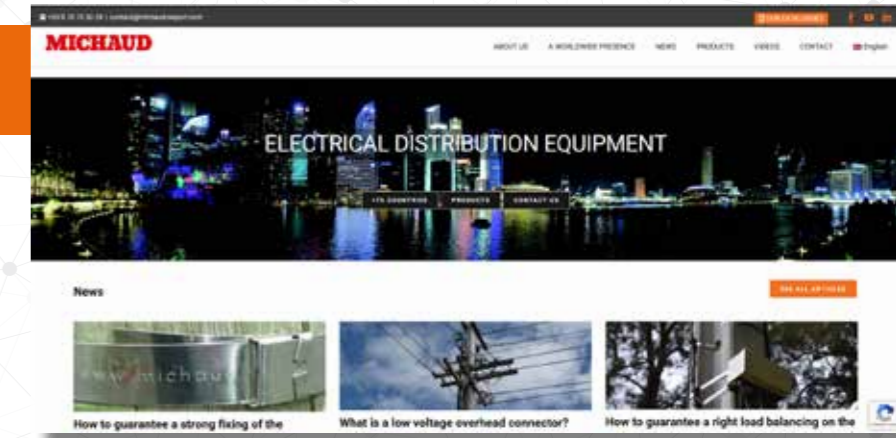 MICHAUD
ABOUT US A WORLDWIDE PRESENCE NEWS PRODUCTS VIDEOS CONTACT English
ELECTRICAL DISTRIBUTION EQUIPMENT
COUNTRIES PRODUCTS CONTACT US
News
SEE ALL ARTICLES
michaud
How to guarantee a strong fixing of the
What is a low voltage overhead connector?
How to guarantee a right load balancing on the